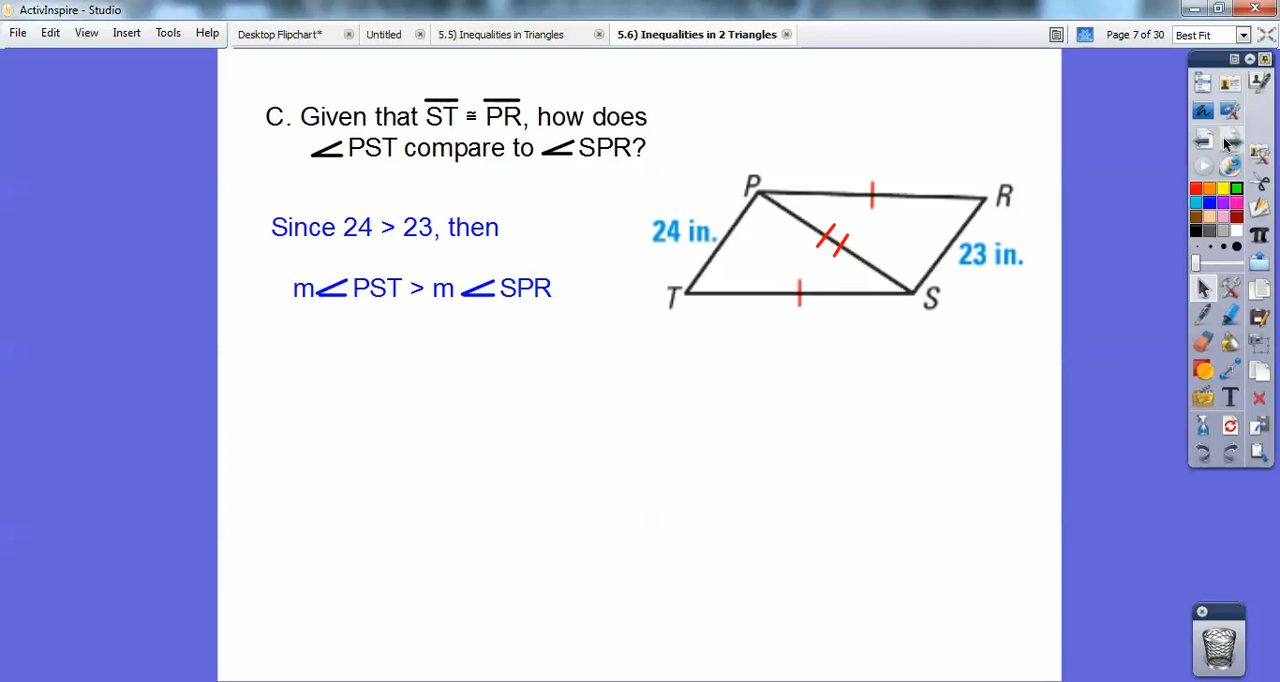 ActivInspire - Studio
File Edit View Insert Tools Help
Desktop Flipchart* Untitled 5.5) Inequalities in Triangles 5.6) Inequalities in 2 Triangles
Page 7 of 30 Best Fit
C. Given that ST ≅ PR, how does
∠PST compare to ∠SPR?
Since 24 > 23, then
m∠PST > m ∠SPR
P
R
24 in.
23 in.
T
S